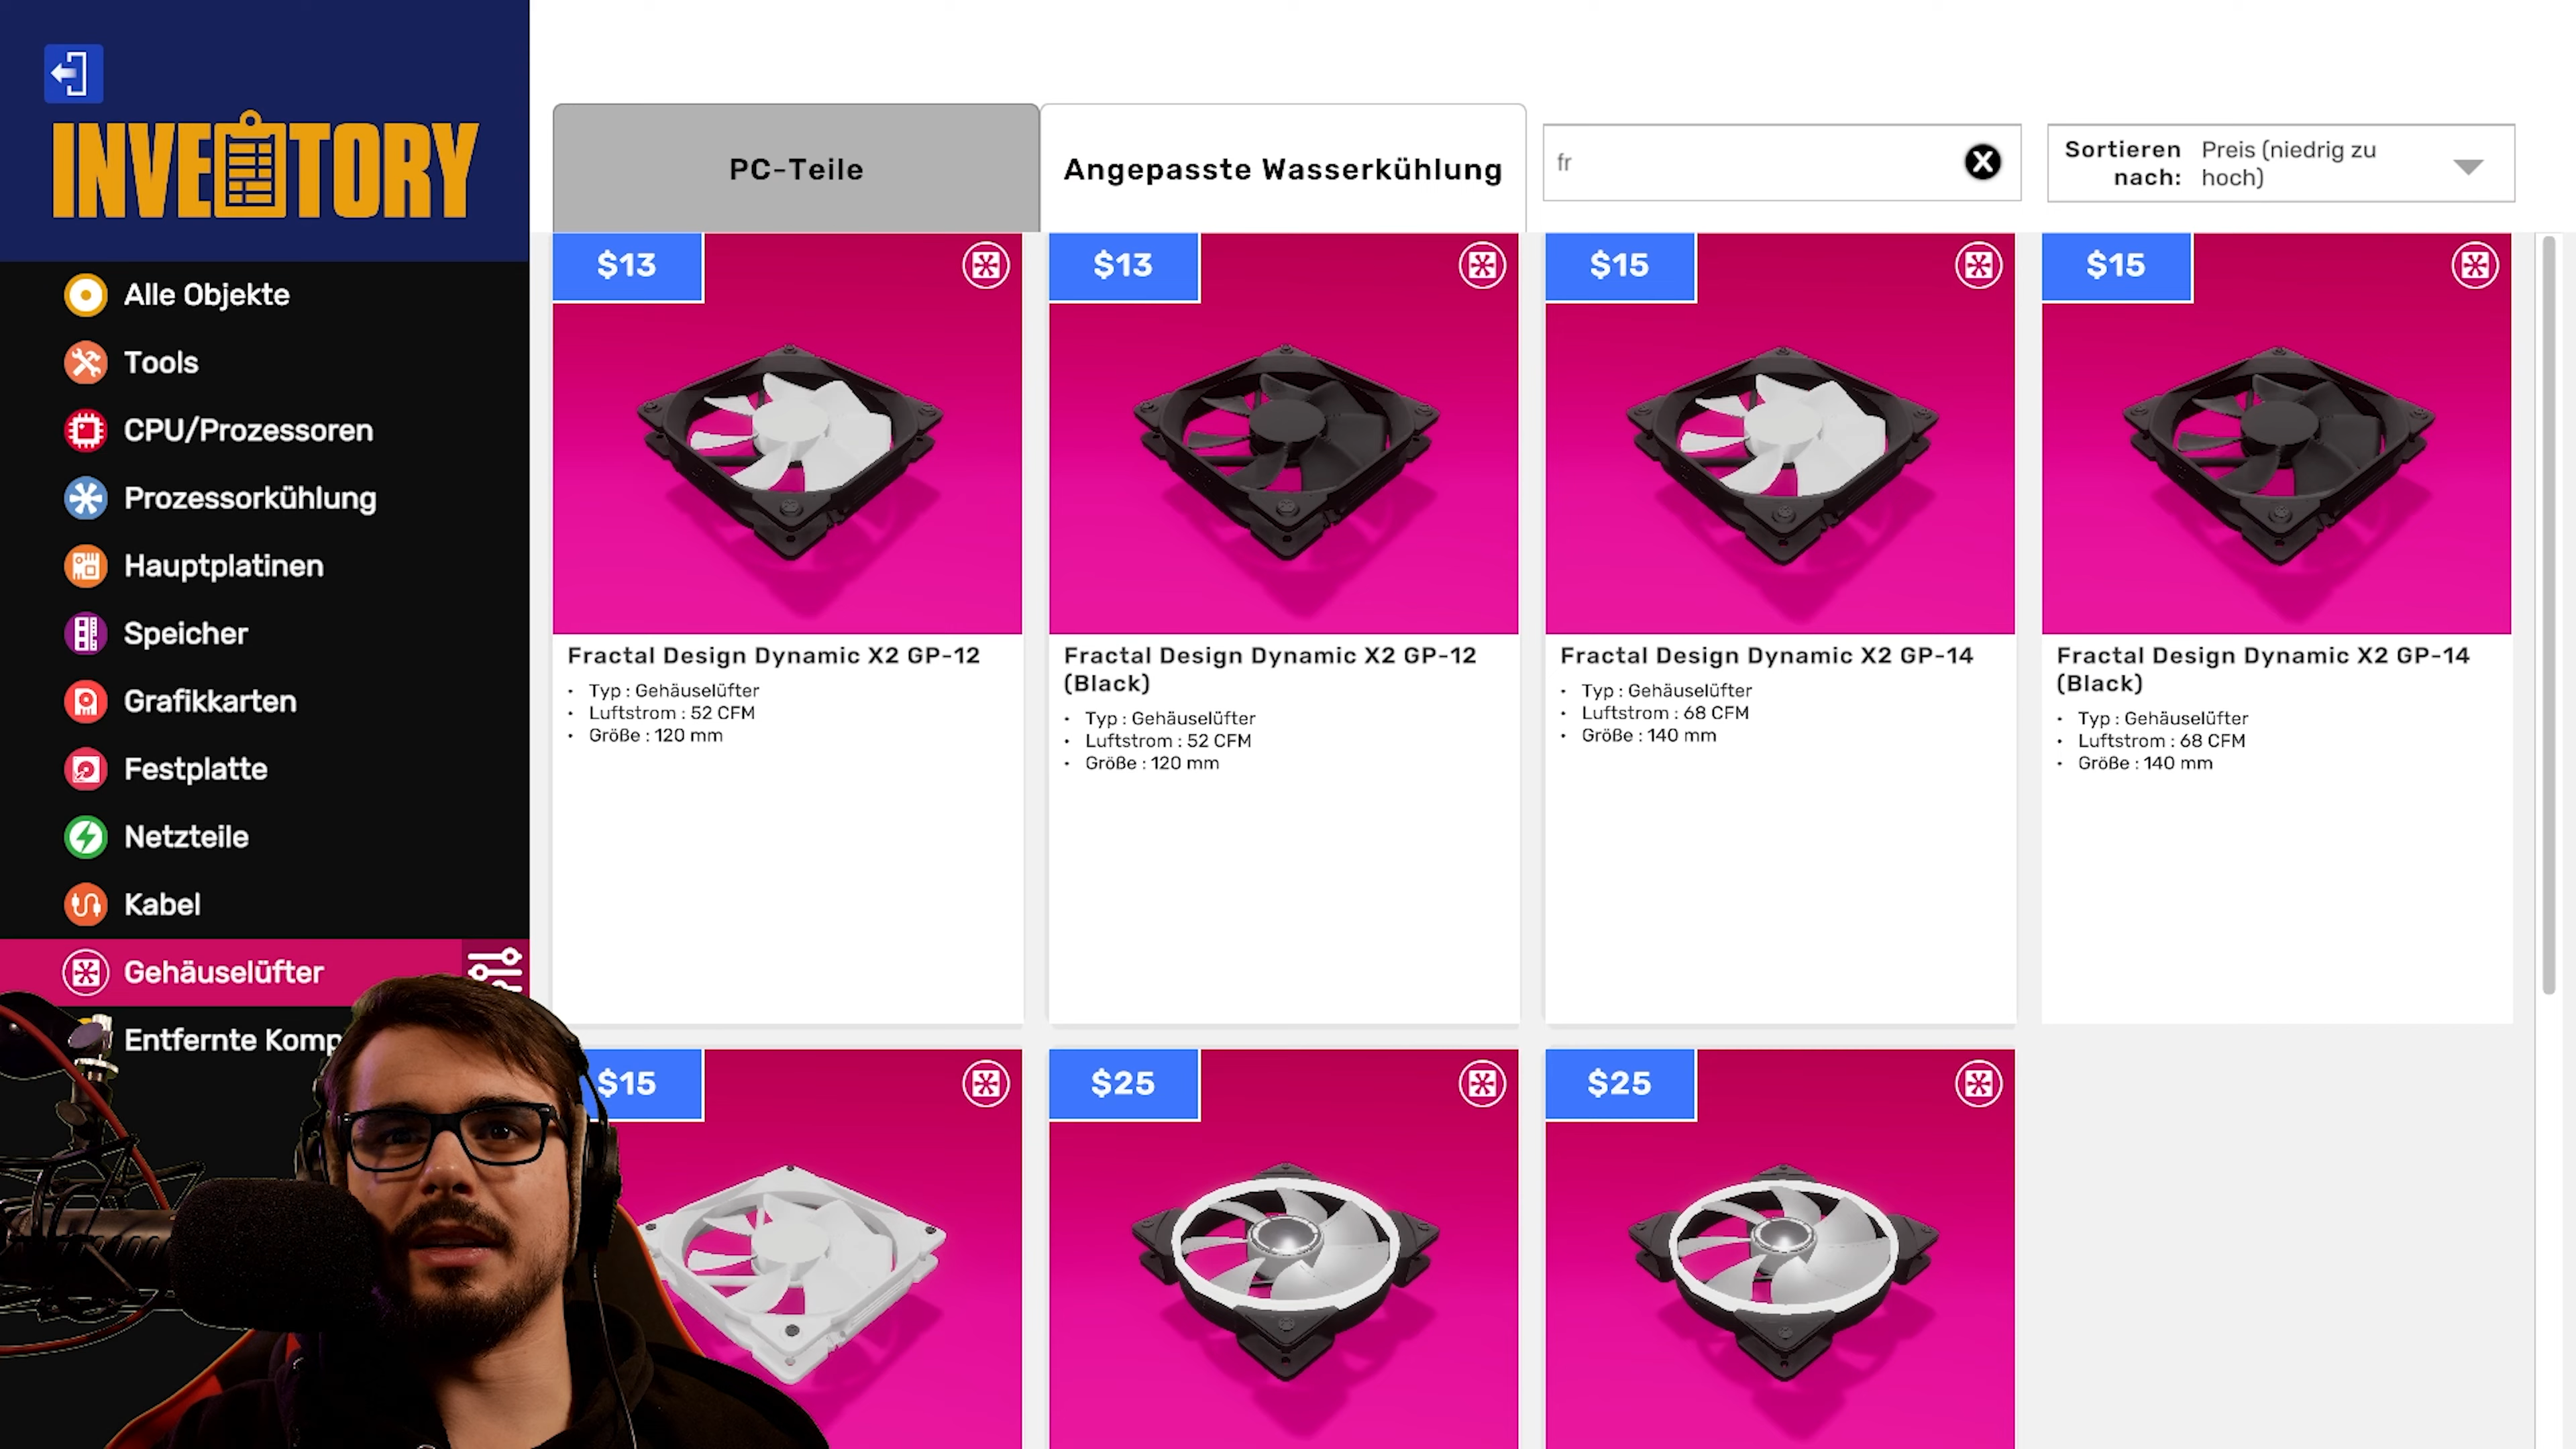 INVENTORY
Alle Objekte
Tools
CPU/Prozessoren
Prozessorkühlung
Hauptplatinen
Speicher
Grafikkarten
Festplatte
Netzteile
Kabel
Gehäuselüfter
Entfernte Komp
PC-Teile
Angepasste Wasserkühlung
fr
Sortieren nach:
Preis (niedrig zu hoch)
$13
Fractal Design Dynamic X2 GP-12
• Typ : Gehäuselüfter
• Luftstrom : 52 CFM
• Größe : 120 mm
$13
Fractal Design Dynamic X2 GP-12
(Black)
• Typ : Gehäuselüfter
• Luftstrom : 52 CFM
• Größe : 120 mm
$15
Fractal Design Dynamic X2 GP-14
• Typ : Gehäuselüfter
• Luftstrom : 68 CFM
• Größe : 140 mm
$15
Fractal Design Dynamic X2 GP-14
(Black)
• Typ : Gehäuselüfter
• Luftstrom : 68 CFM
• Größe : 140 mm
$15
$25
$25